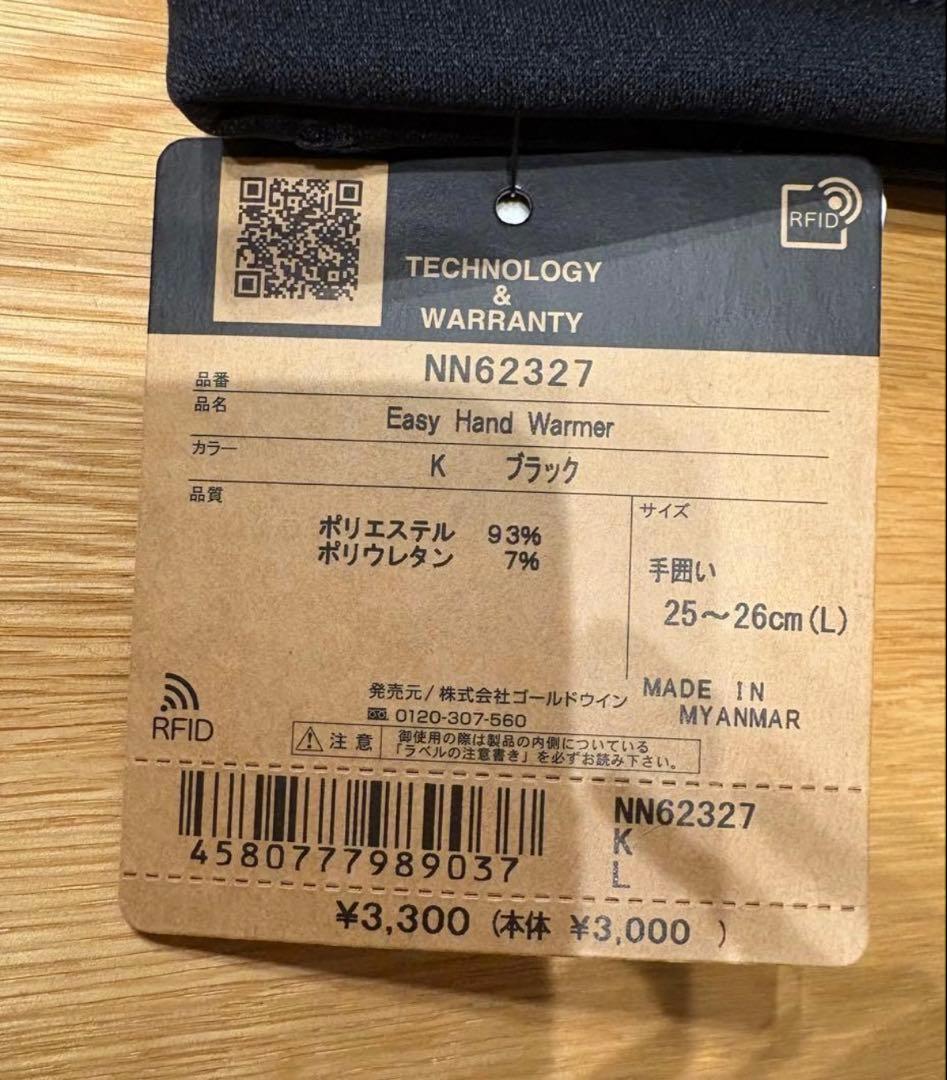 RFID
TECHNOLOGY
&
WARRANTY
品番 NN62327
品名 Easy Hand Warmer
カラー K ブラック
品質
ポリエステル 93%
ポリウレタン 7%
サイズ
手囲い
25～26cm(L)
発売元/株式会社ゴールドウイン
0120-307-560
MADE IN
MYANMAR
RFID
注意 御使用の際は製品の内側についている
「ラベルの注意書き」を必ずお読み下さい。
4580777989037
NN62327
K
L
¥3,300 (本体 ¥3,000 )